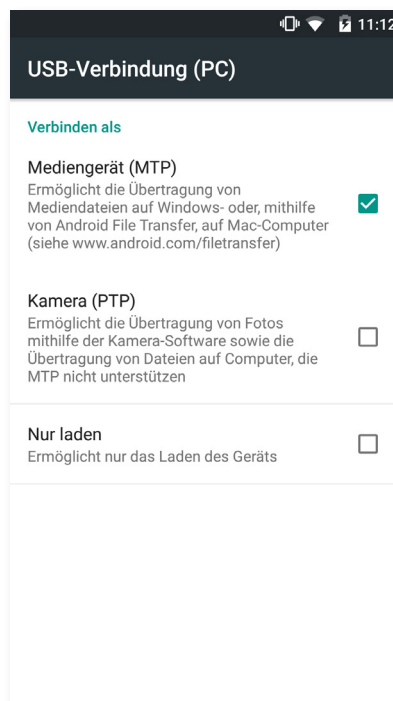 11:12
USB-Verbindung (PC)
Verbinden als
Mediengerät (MTP)
Ermöglicht die Übertragung von
Mediendateien auf Windows- oder, mithilfe
von Android File Transfer, auf Mac-Computer
(siehe www.android.com/filetransfer)
Kamera (PTP)
Ermöglicht die Übertragung von Fotos
mithilfe der Kamera-Software sowie die
Übertragung von Dateien auf Computer, die
MTP nicht unterstützen
Nur laden
Ermöglicht nur das Laden des Geräts